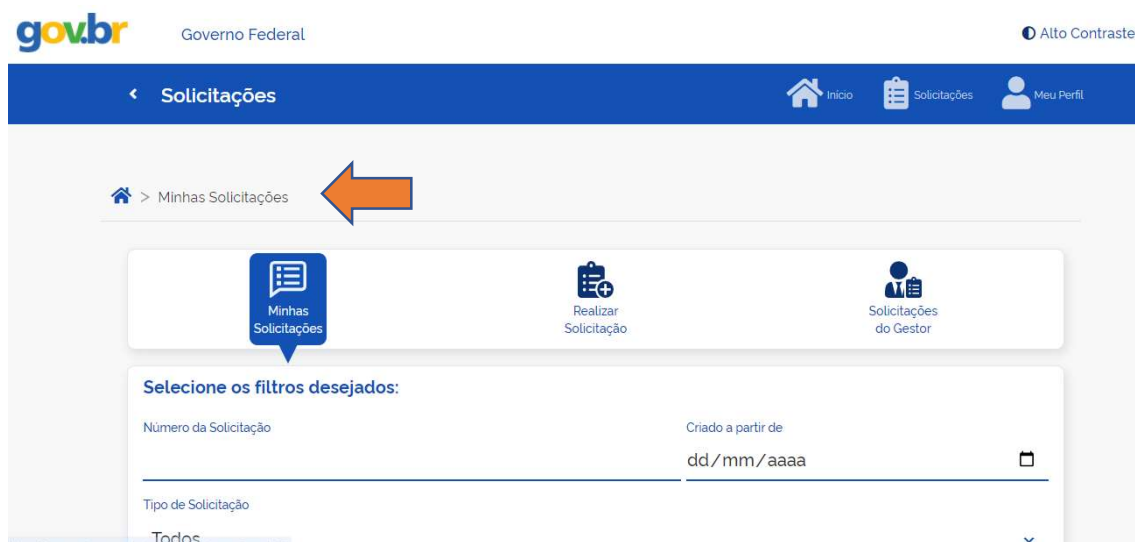 gov.br Governo Federal Alto Contraste
Solicitações Início Solicitações Meu Perfil
> Minhas Solicitações
Minhas
Solicitações
Realizar
Solicitação
Solicitações
do Gestor
Selecione os filtros desejados:
Número da Solicitação Criado a partir de
dd/mm/aaaa
Tipo de Solicitação
Todos